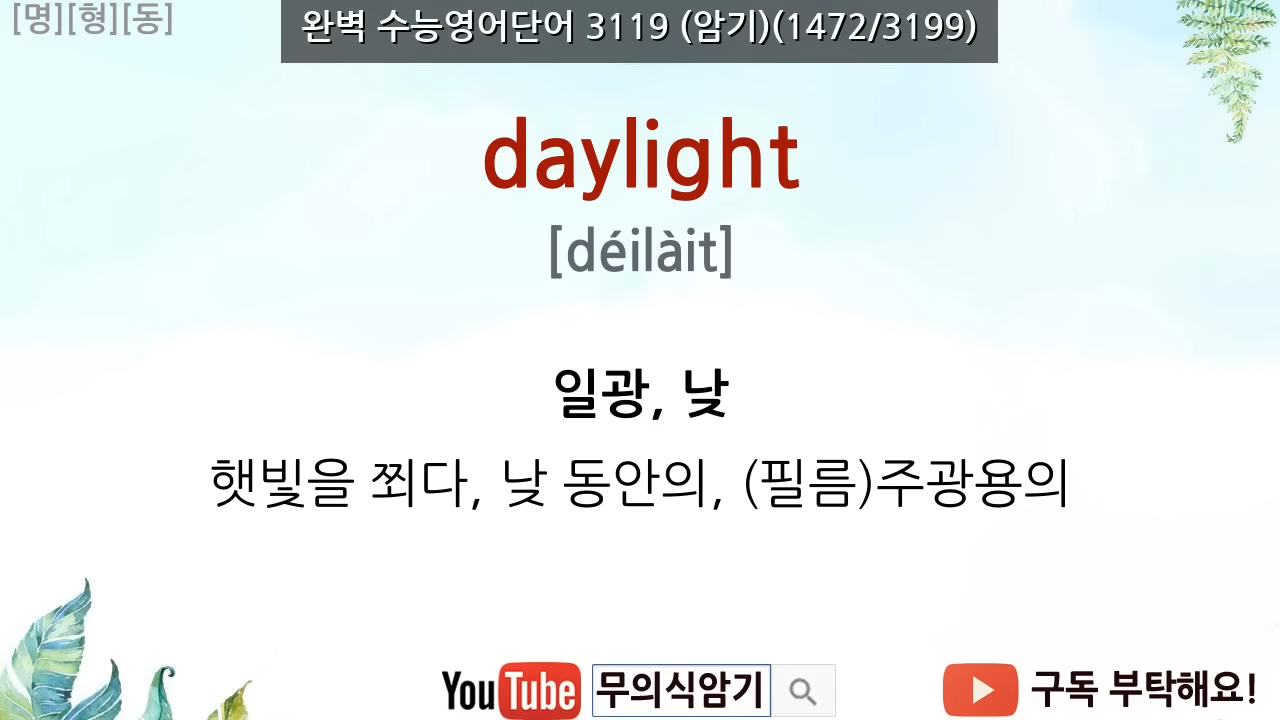 [명][형][동]
완벽 수능영어단어 3119 (암기)(1472/3199)
daylight
[déilàit]
일광, 낮
햇빛을 쬐다, 낮 동안의, (필름)주광용의
YouTube 무의식암기
구독 부탁해요!